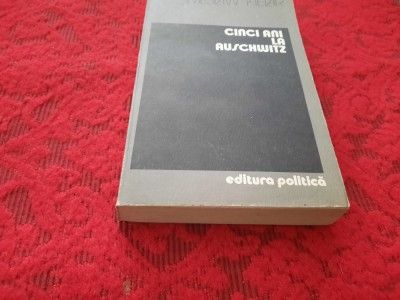 CINCI ANI
LA
AUSCHWITZ
editura politică